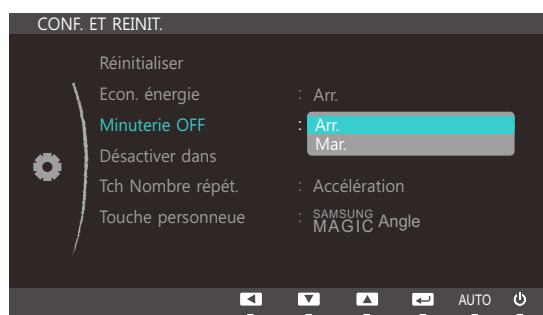 CONF. ET REINIT.
Réinitialiser
Econ. énergie : Arr.
Minuterie OFF : Arr.
Mar.
Désactiver dans
Tch Nombre répét. : Accélération
Touche personneue : SAMSUNG MAGIC Angle
AUTO